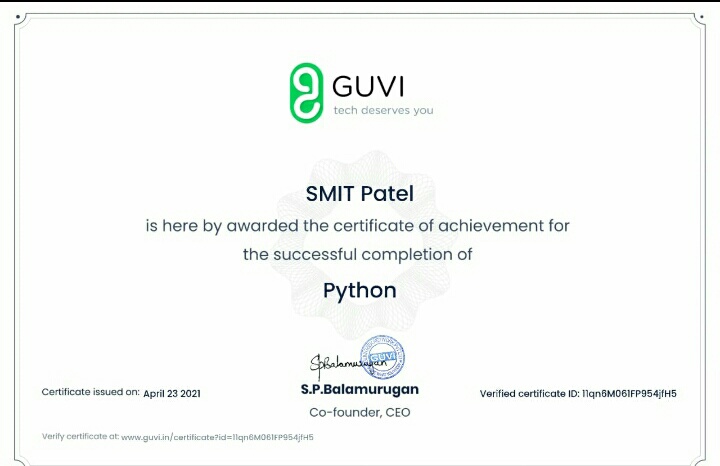 GUVI
tech deserves you
SMIT Patel
is here by awarded the certificate of achievement for
the successful completion of
Python
SpBalamurugan
GUVI
S.P.Balamurugan
Co-founder, CEO
Certificate issued on: April 23 2021
Verified certificate ID: 11qn6M061FP954jfH5
Verify certificate at: www.guvi.in/certificate?id=11qn6M061FP954jfH5